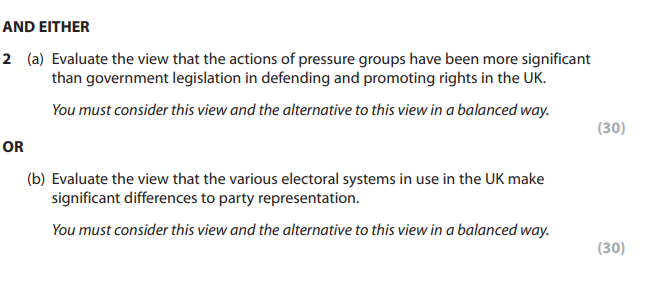 AND EITHER
2 (a) Evaluate the view that the actions of pressure groups have been more significant
than government legislation in defending and promoting rights in the UK.
You must consider this view and the alternative to this view in a balanced way.
(30)
OR
(b) Evaluate the view that the various electoral systems in use in the UK make
significant differences to party representation.
You must consider this view and the alternative to this view in a balanced way.
(30)